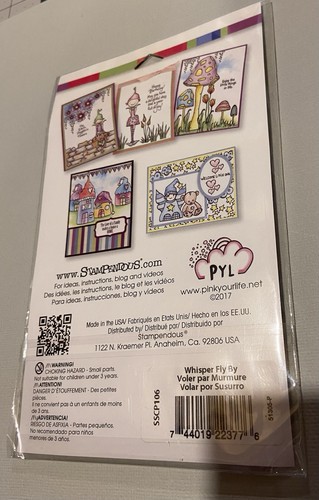 www.STAMPENDOUS.com
For ideas, instructions, blog and videos
Des idées, les instructions, le blog et les vidéos
Para ideas, instrucciones, blog y videos
PYL
www.pinkyourlife.net
©2017
Made in the USA/ Fabriqués en Etats Unis/ Hecho en los EE.UU.
Distributed by/ Distribué par/ Distribuido por
Stampendous®
1122 N. Kraemer Pl. Anaheim, Ca. 92806 USA
WARNING!
CHOKING HAZARD - Small parts.
Not suitable for children under 3 years.
ATTENTION!
DANGER D'ÉTOUFFEMENT - Des petites
pièces.
Il ne convient pas à un enfants de moins
de 3 ans.
¡ADVERTENCIA!
RIESGO DE ASFIXIA - Partes pequeños.
No recomendado para niños
menores de 3 años.
SSCP106
Whisper Fly By
Voler par Murmure
Volar por Susurro
7 44019 22377 6